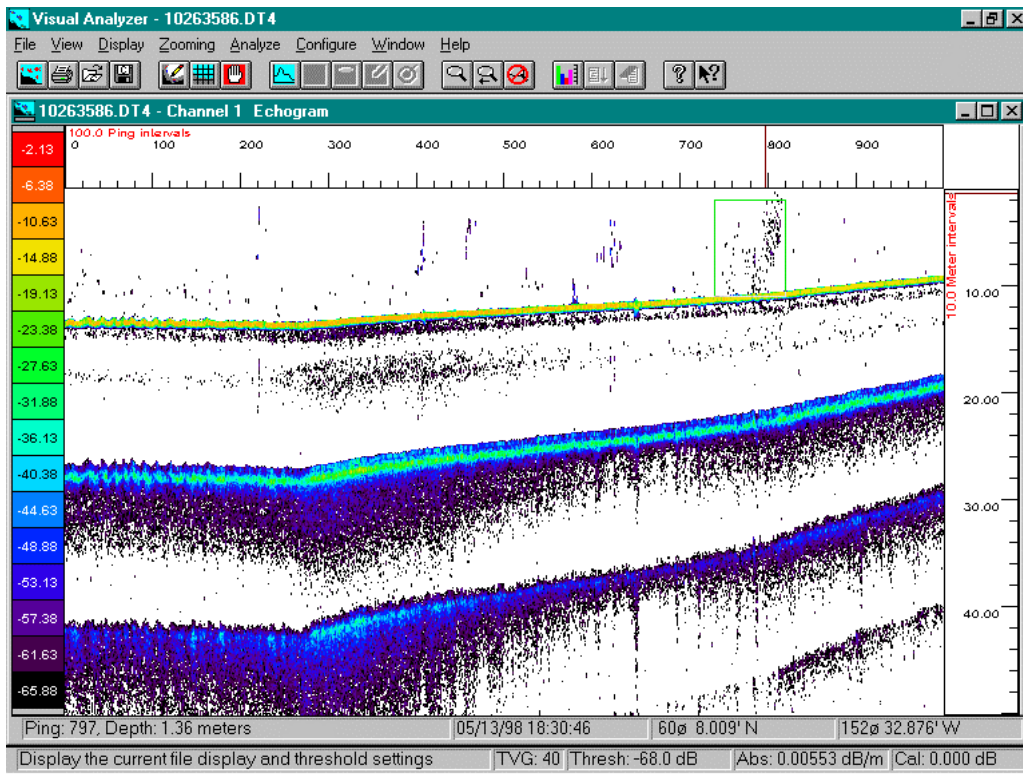 Visual Analyzer - 10263586.DT4
File View Display Zooming Analyze Configure Window Help
10263586.DT4 - Channel 1 Echogram
100.0 Ping intervals
0 100 200 300 400 500 600 700 800 900
-2.13
-6.38
-10.63
-14.88
-19.13
-23.38
-27.63
-31.88
-36.13
-40.38
-44.63
-48.88
-53.13
-57.38
-61.63
-65.88
10.0 Meter intervals
10.00
20.00
30.00
40.00
Ping: 797, Depth: 1.36 meters 05/13/98 18:30:46 60ø 8.009' N 152ø 32.876' W
Display the current file display and threshold settings TVG: 40 Thresh: -68.0 dB Abs: 0.00553 dB/m Cal: 0.000 dB